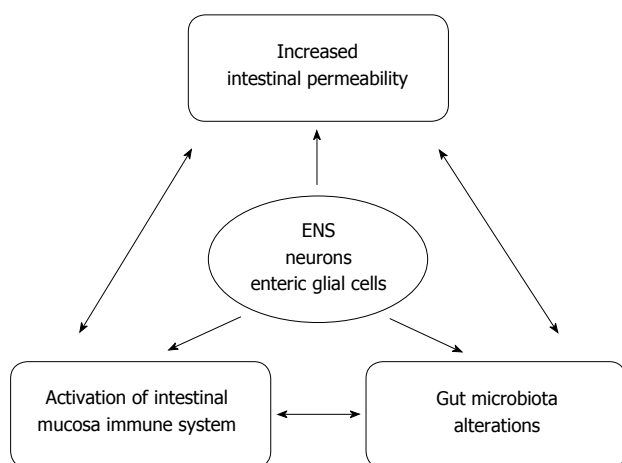 Increased
intestinal permeability
ENS
neurons
enteric glial cells
Activation of intestinal
mucosa immune system
Gut microbiota
alterations